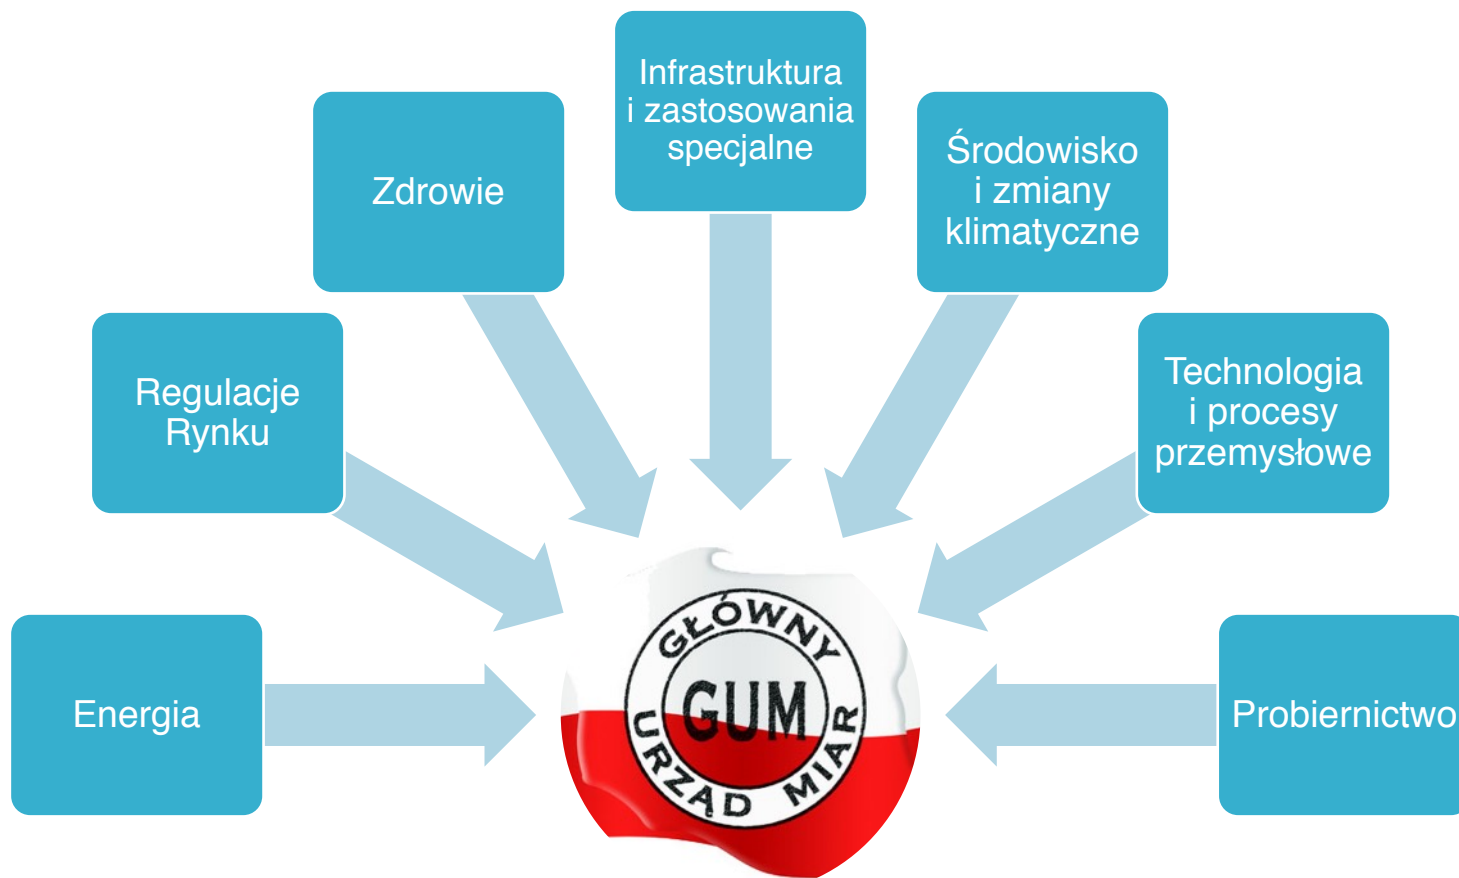 Infrastruktura
i zastosowania
specjalne
Zdrowie
Środowisko
i zmiany
klimatyczne
Regulacje
Rynku
Technologia
i procesy
przemysłowe
Energia
Probiernictwo
GŁÓWNY
GUM
URZĄD MIAR